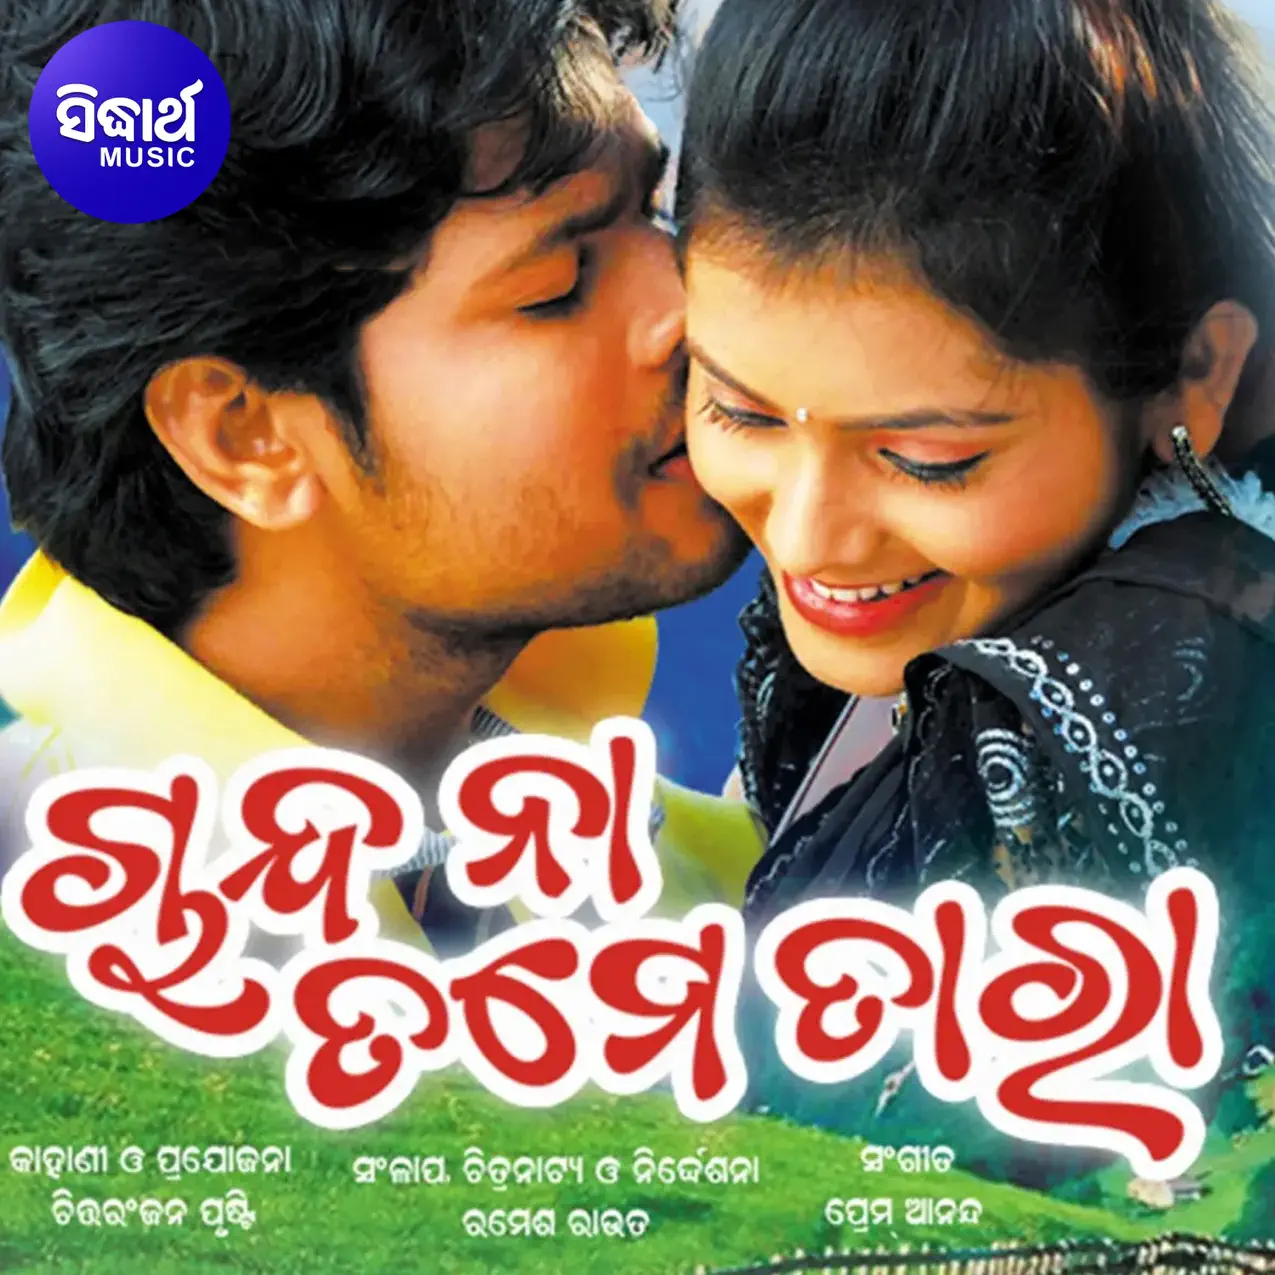 ସିଦ୍ଧାର୍ଥ
MUSIC
ଚାନ୍ଦ ନା
ତମେ ତାରା
କାହାଣୀ ଓ ପ୍ରଯୋଜନା
ଚିତ୍ତରଂଜନ ପୃଷ୍ଟି
ସଂଳାପ, ଚିତ୍ରନାଟ୍ୟ ଓ ନିର୍ଦ୍ଦେଶନା
ରମେଶ ରାଉତ
ସଂଗୀତ
ପ୍ରେମ୍ ଆନନ୍ଦ